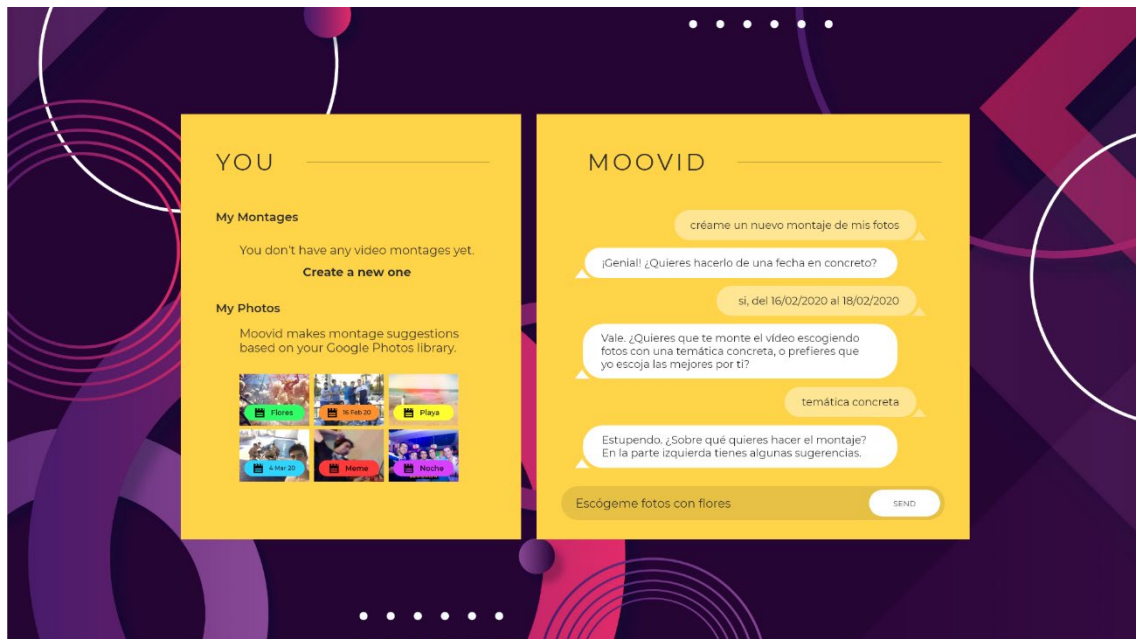 YOU
My Montages
You don't have any video montages yet.
Create a new one
My Photos
Moovid makes montage suggestions
based on your Google Photos library.
Flores
16 Feb 20
Playa
4 Mar 20
Meme
Noche
MOOVID
créame un nuevo montaje de mis fotos
¡Genial! ¿Quieres hacerlo de una fecha en concreto?
si, del 16/02/2020 al 18/02/2020
Vale. ¿Quieres que te monte el vídeo escogiendo
fotos con una temática concreta, o prefieres que
yo escoja las mejores por ti?
temática concreta
Estupendo. ¿Sobre qué quieres hacer el montaje?
En la parte izquierda tienes algunas sugerencias.
Escógeme fotos con flores
SEND